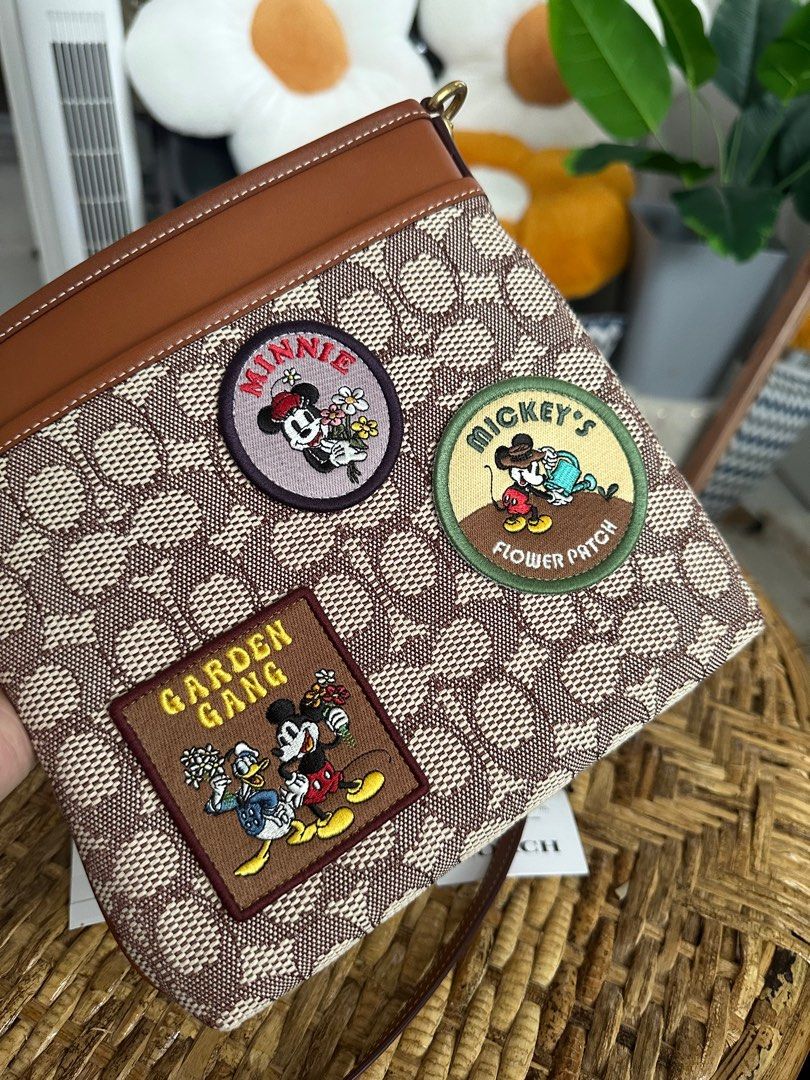 MINNIE
MICKEY'S
FLOWER PATCH
GARDEN
GANG